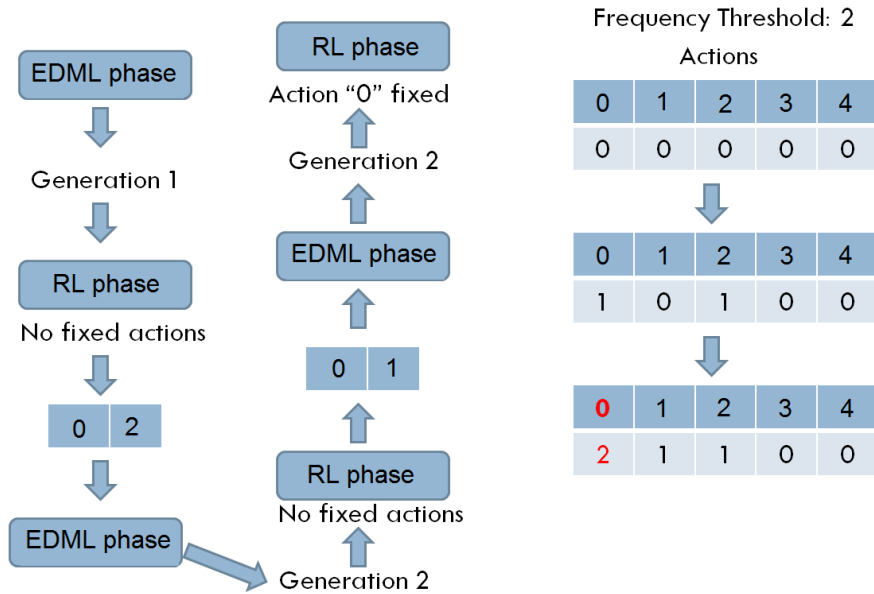 EDML phase
Generation 1
RL phase
No fixed actions
0 2
EDML phase
Generation 2
RL phase
No fixed actions
0 1
EDML phase
Generation 2
RL phase
Action “0” fixed
Frequency Threshold: 2
Actions
0 1 2 3 4
0 0 0 0 0
0 1 2 3 4
1 0 1 0 0
0 1 2 3 4
2 1 1 0 0